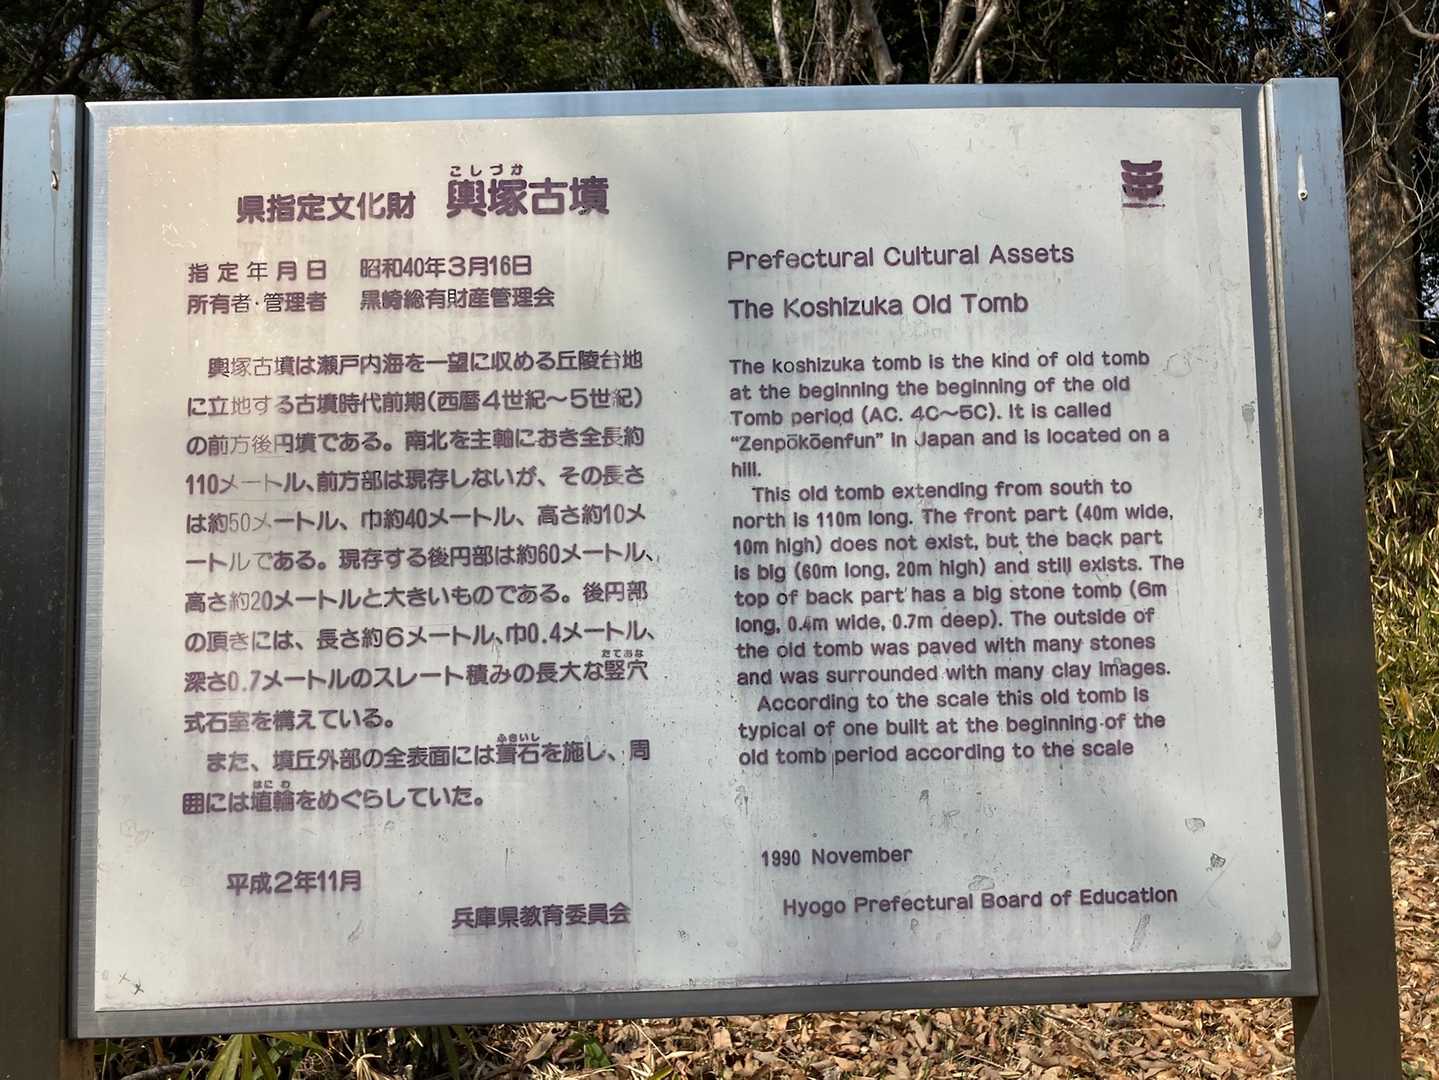 こしづか
県指定文化財 輿塚古墳
指定年月日 昭和40年3月16日
所有者・管理者 黒崎総有財産管理会
輿塚古墳は瀬戸内海を一望に収める丘陵台地
に立地する古墳時代前期(西暦4世紀〜5世紀)
の前方後円墳である。南北を主軸におき全長約
110メートル、前方部は現存しないが、その長さ
は約50メートル、巾約40メートル、高さ約10メ
ートルである。現存する後円部は約60メートル、
高さ約20メートルと大きいものである。後円部
の頂きには、長さ約6メートル、巾0.4メートル、
たてあな
深さ0.7メートルのスレート積みの長大な竪穴
式石室を構えている。
ふきいし
また、墳丘外部の全表面には葺石を施し、周
はにわ
囲には埴輪をめぐらしていた。
平成2年11月
兵庫県教育委員会
Prefectural Cultural Assets
The Koshizuka Old Tomb
The koshizuka tomb is the kind of old tomb
at the beginning the beginning of the old
Tomb period (AC. 4C〜5C). It is called
“Zenpōkōenfun” in Japan and is located on a
hill.
This old tomb extending from south to
north is 110m long. The front part (40m wide,
10m high) does not exist, but the back part
is big (60m long, 20m high) and still exists. The
top of back part has a big stone tomb (6m
long, 0.4m wide, 0.7m deep). The outside of
the old tomb was paved with many stones
and was surrounded with many clay images.
According to the scale this old tomb is
typical of one built at the beginning of the
old tomb period according to the scale
1990 November
Hyogo Prefectural Board of Education